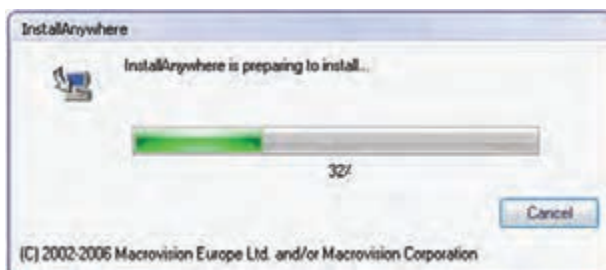 InstallAnywhere
InstallAnywhere is preparing to install...
32%
Cancel
(C) 2002-2006 Macrovision Europe Ltd. and/or Macrovision Corporation